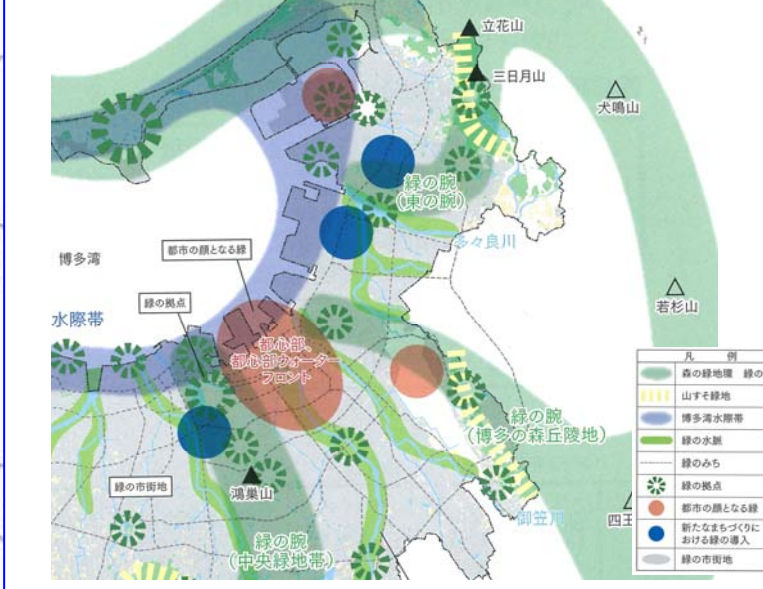 立花山
三日月山
犬鳴山
緑の腕
(東の腕)
多々良川
博多湾
都市の顔となる緑
緑の拠点
若杉山
水際帯
都心部、
都心部ウォーター
フロント
緑の腕
(博多の森丘陵地)
緑の市街地
鴻巣山
御笠川
四王
緑の腕
(中央緑地帯)
凡 例
森の緑地環 緑の
山すそ緑地
博多湾水際帯
緑の水脈
緑のみち
緑の拠点
都市の顔となる緑
新たなまちづくりに
おける緑の導入
緑の市街地